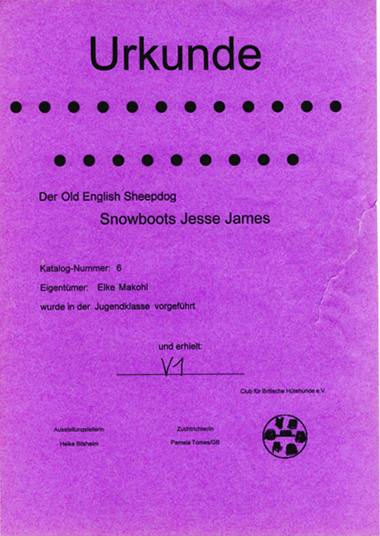 Urkunde
Der Old English Sheepdog
Snowboots Jesse James
Katalog-Nummer: 6
Eigentümer: Elke Makohl
wurde in der Jugendklasse vorgeführt
und erhielt:
V1
Club für Britische Hütehunde e.V.
Ausstellungsleiterin
Zuchtrichter/in
Heike Bilsheim
Pamela Tomes/GB